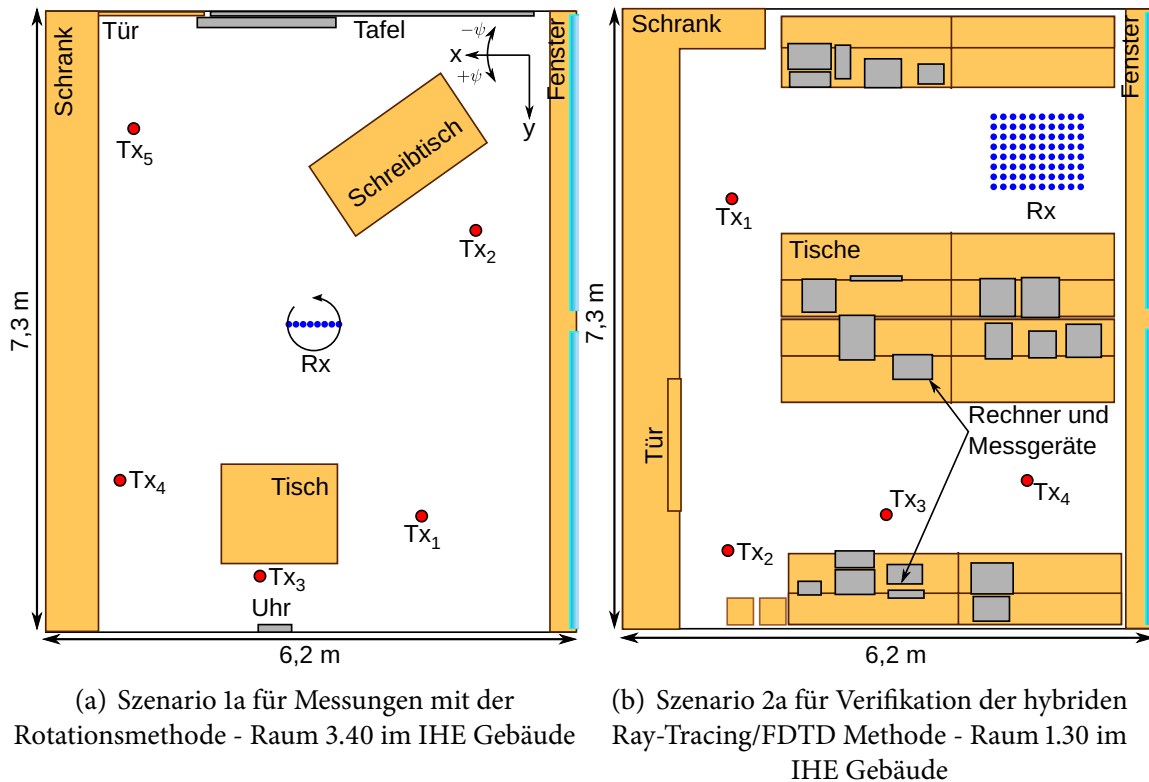 Schrank
Tür
Tafel
Fenster
−ψ
x
+ψ
y
Tx5
Schreibtisch
Tx2
7,3 m
Rx
Tx4
Tisch
Tx1
Tx3
Uhr
6,2 m
(a) Szenario 1a für Messungen mit der
Rotationsmethode - Raum 3.40 im IHE Gebäude
Schrank
Fenster
Tx1
Rx
Tische
7,3 m
Rechner und
Messgeräte
Tür
Tx3
Tx4
Tx2
6,2 m
(b) Szenario 2a für Verifikation der hybriden
Ray-Tracing/FDTD Methode - Raum 1.30 im
IHE Gebäude